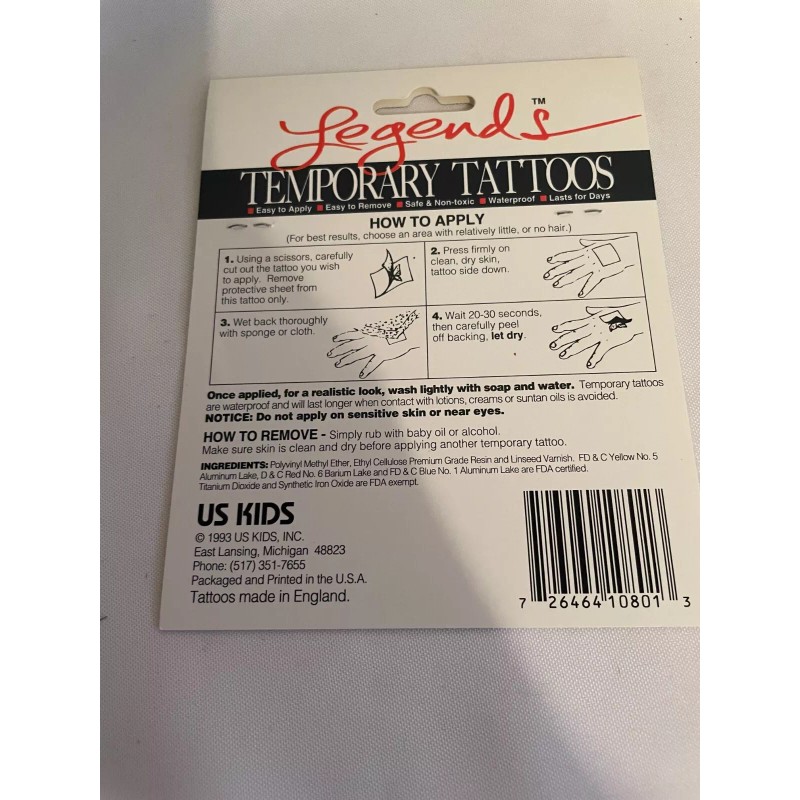 Legends™
TEMPORARY TATTOOS
■ Easy to Apply ■ Easy to Remove ■ Safe & Non-toxic ■ Waterproof ■ Lasts for Days
HOW TO APPLY
(For best results, choose an area with relatively little, or no hair.)
1. Using a scissors, carefully
cut out the tattoo you wish
to apply. Remove
protective sheet from
this tattoo only.
2. Press firmly on
clean, dry skin,
tattoo side down.
3. Wet back thoroughly
with sponge or cloth.
4. Wait 20-30 seconds,
then carefully peel
off backing, let dry.
Once applied, for a realistic look, wash lightly with soap and water. Temporary tattoos
are waterproof and will last longer when contact with lotions, creams or suntan oils is avoided.
NOTICE: Do not apply on sensitive skin or near eyes.
HOW TO REMOVE - Simply rub with baby oil or alcohol.
Make sure skin is clean and dry before applying another temporary tattoo.
INGREDIENTS: Polyvinyl Methyl Ether, Ethyl Cellulose Premium Grade Resin and Linseed Varnish. FD & C Yellow No. 5
Aluminum Lake, D & C Red No. 6 Barium Lake and FD & C Blue No. 1 Aluminum Lake are FDA certified.
Titanium Dioxide and Synthetic Iron Oxide are FDA exempt.
US KIDS
© 1993 US KIDS, INC.
East Lansing, Michigan 48823
Phone: (517) 351-7655
Packaged and Printed in the U.S.A.
Tattoos made in England.
7 26464 10801 3